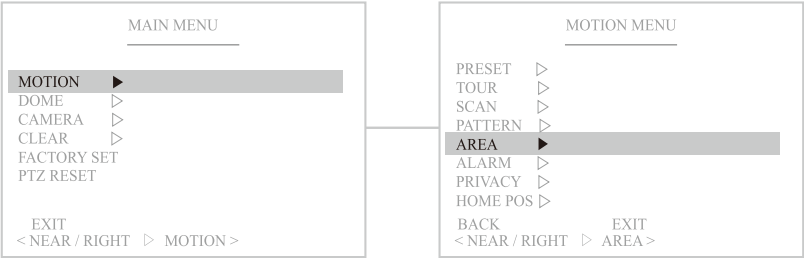 MAIN MENU
MOTION ▶
DOME ▷
CAMERA ▷
CLEAR ▷
FACTORY SET
PTZ RESET
EXIT
< NEAR / RIGHT ▷ MOTION >
MOTION MENU
PRESET ▷
TOUR ▷
SCAN ▷
PATTERN ▷
AREA ▶
ALARM ▷
PRIVACY ▷
HOME POS ▷
BACK EXIT
< NEAR / RIGHT ▷ AREA >